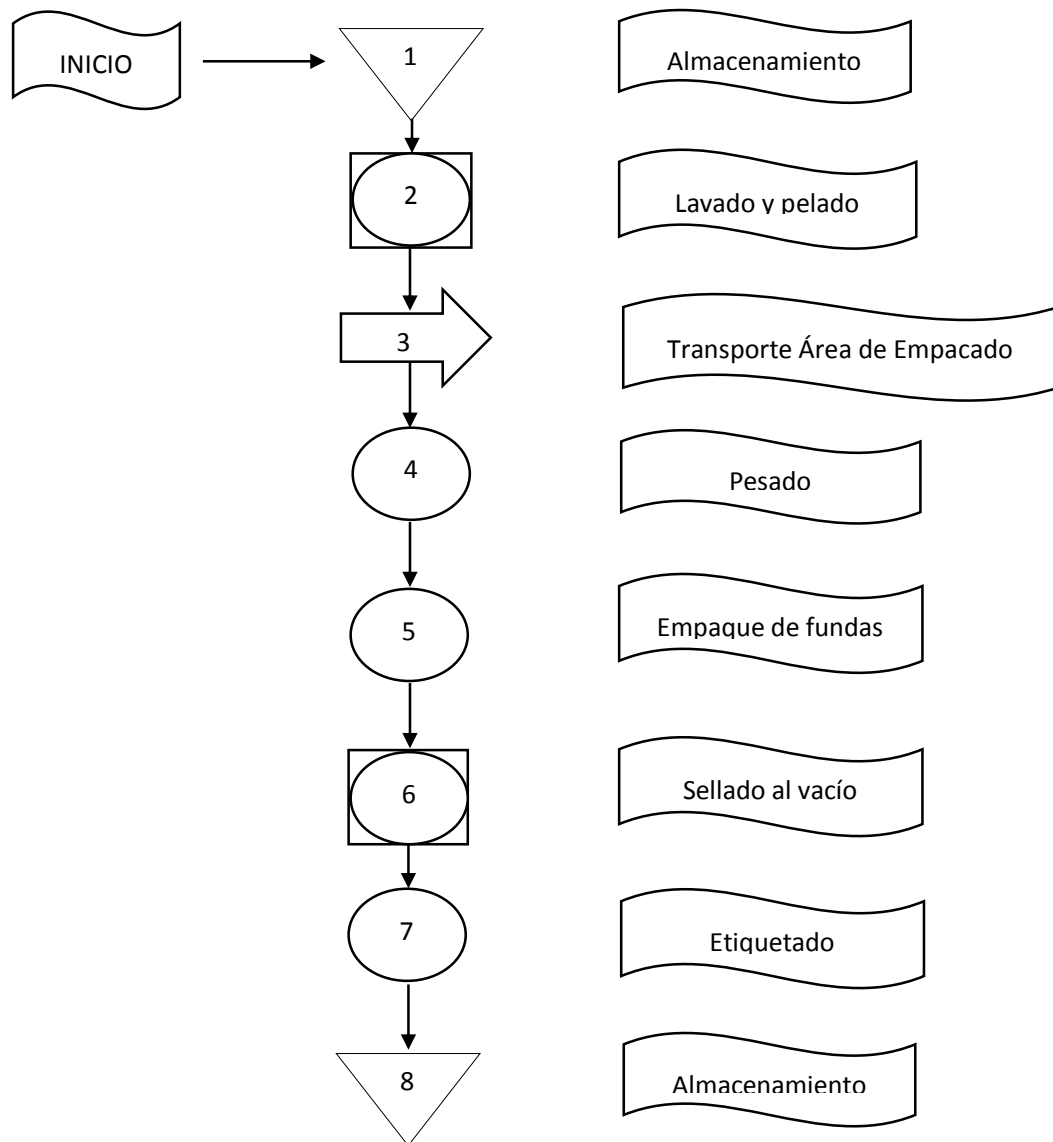 INICIO
1
Almacenamiento
2
Lavado y pelado
3
Transporte Área de Empacado
4
Pesado
5
Empaque de fundas
6
Sellado al vacío
7
Etiquetado
8
Almacenamiento